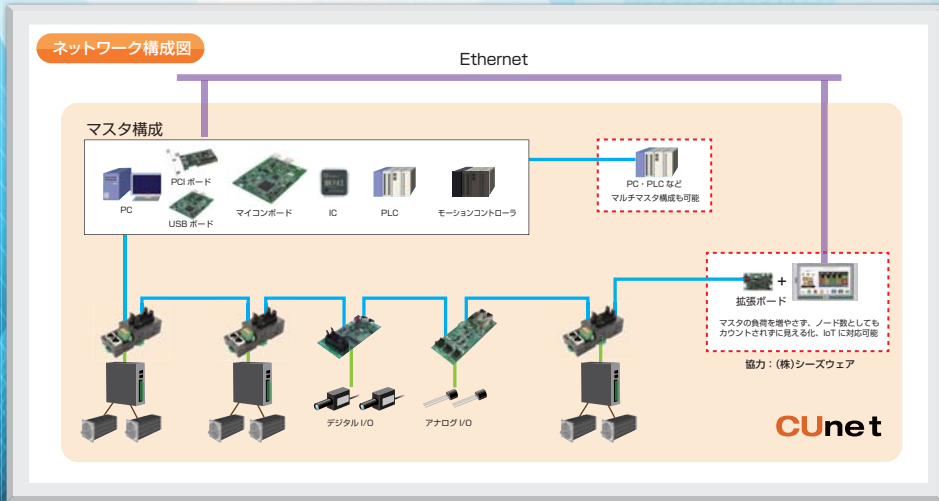 ネットワーク構成図
Ethernet
マスタ構成
PCI ボード
PC
USB ボード
マイコンボード
IC
PLC
モーションコントローラ
PC・PLC など
マルチマスタ構成も可能
+
拡張ボード
マスタの負荷を増やさず、ノード数としても
カウントされずに見える化、IoT に対応可能
協力：(株)シーズウェア
デジタル I/O
アナログ I/O
CUnet